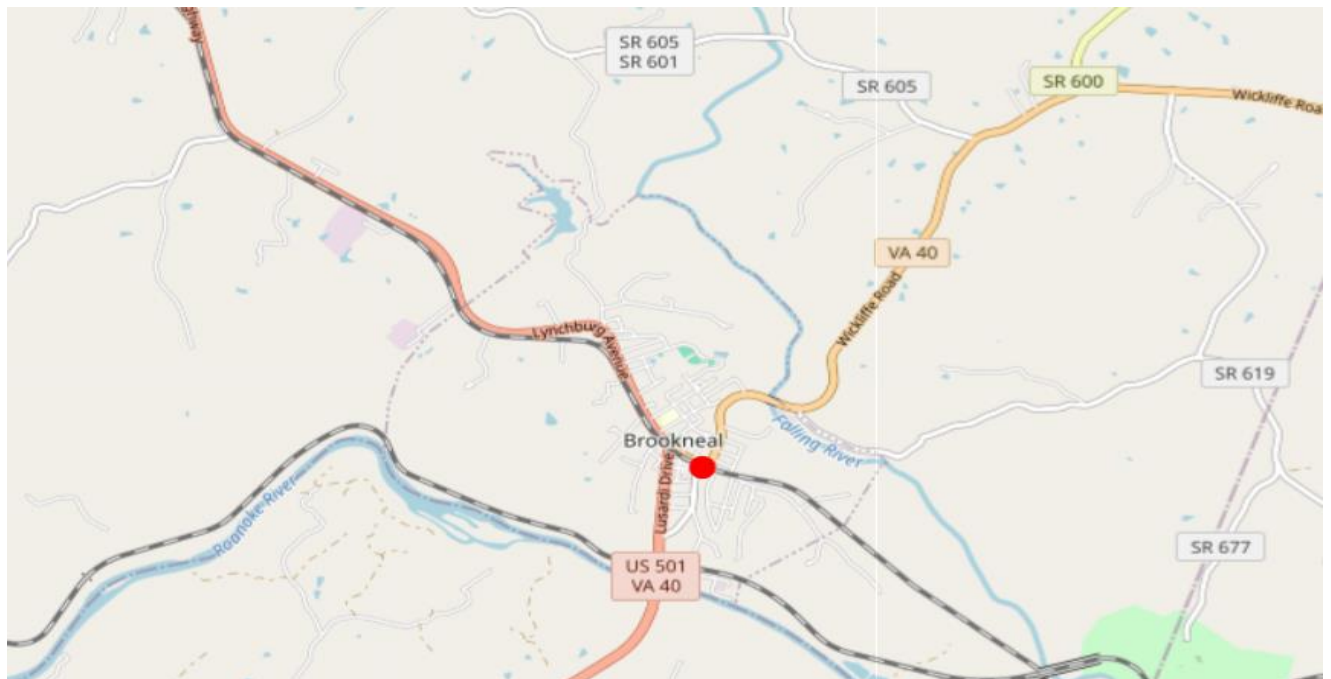 SR 605
SR 601
SR 605
SR 600
Wickliffe Roa
VA 40
Wickliffe Road
Lynchburg Avenue
SR 619
Brookneal
Falling River
Lusardi Drive
Roanoke River
SR 677
US 501
VA 40